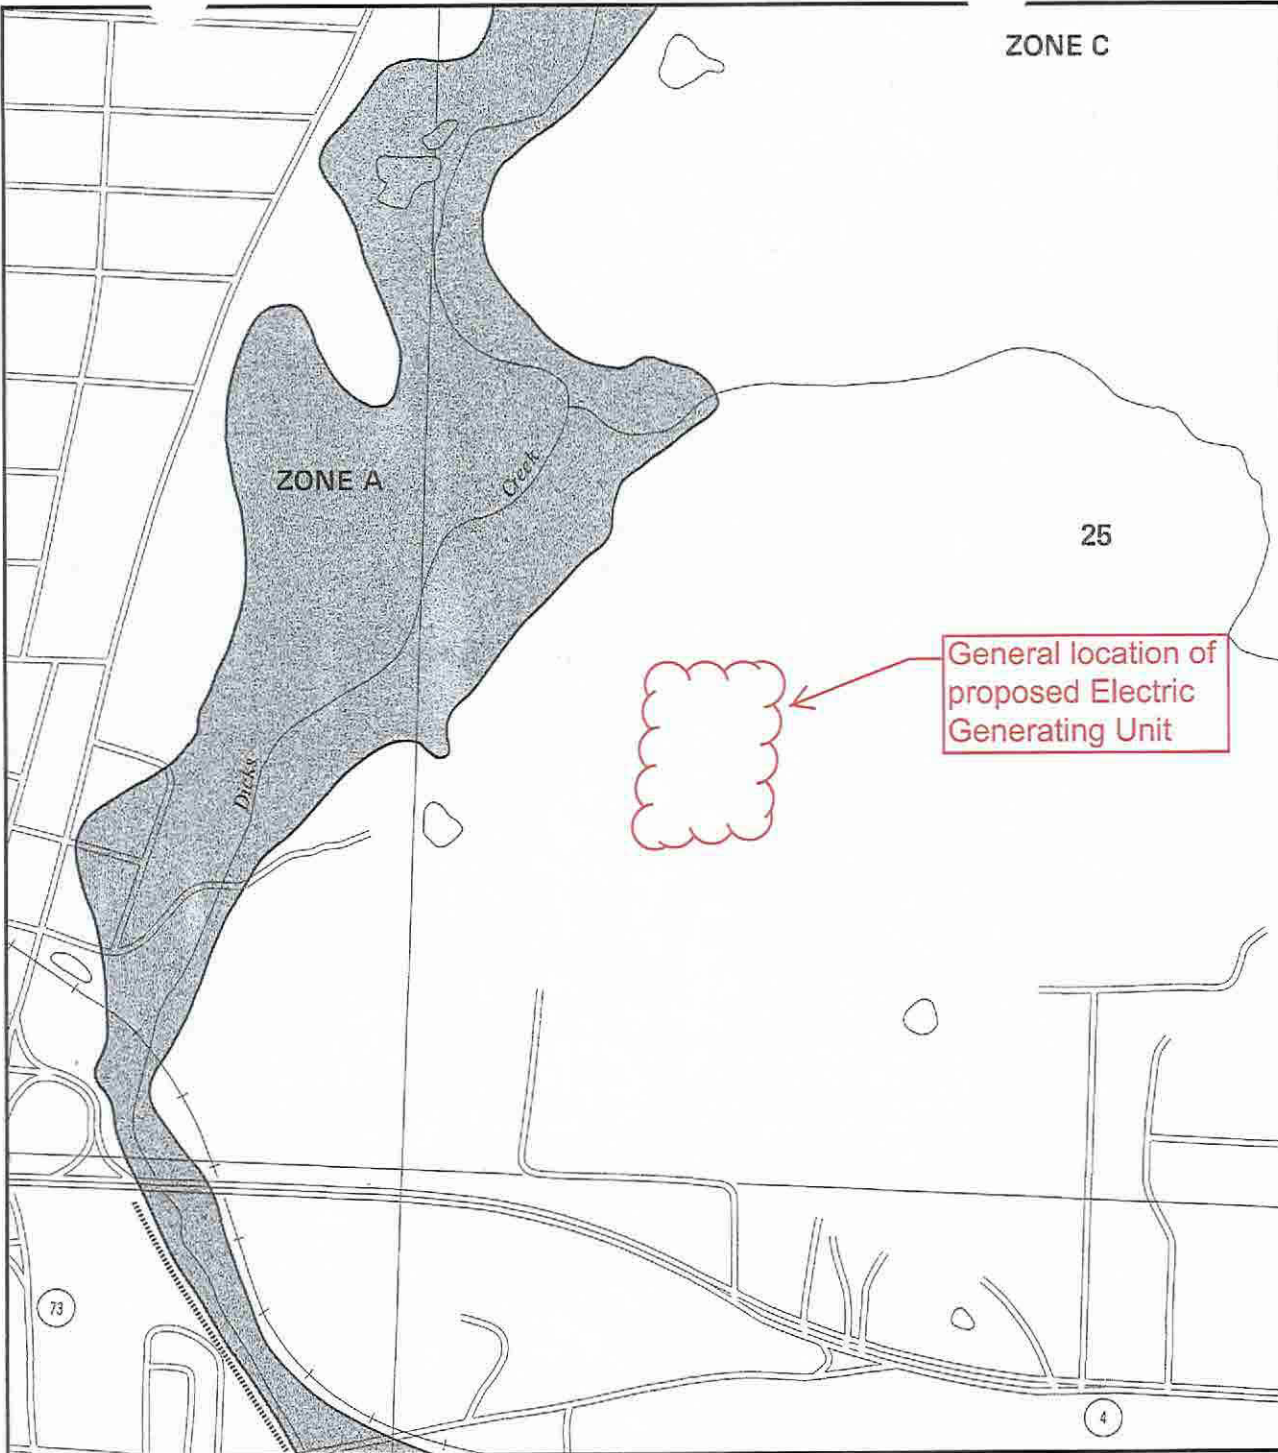 ZONE C
ZONE A
Creek
25
General location of
proposed Electric
Generating Unit
Dicks
73
4